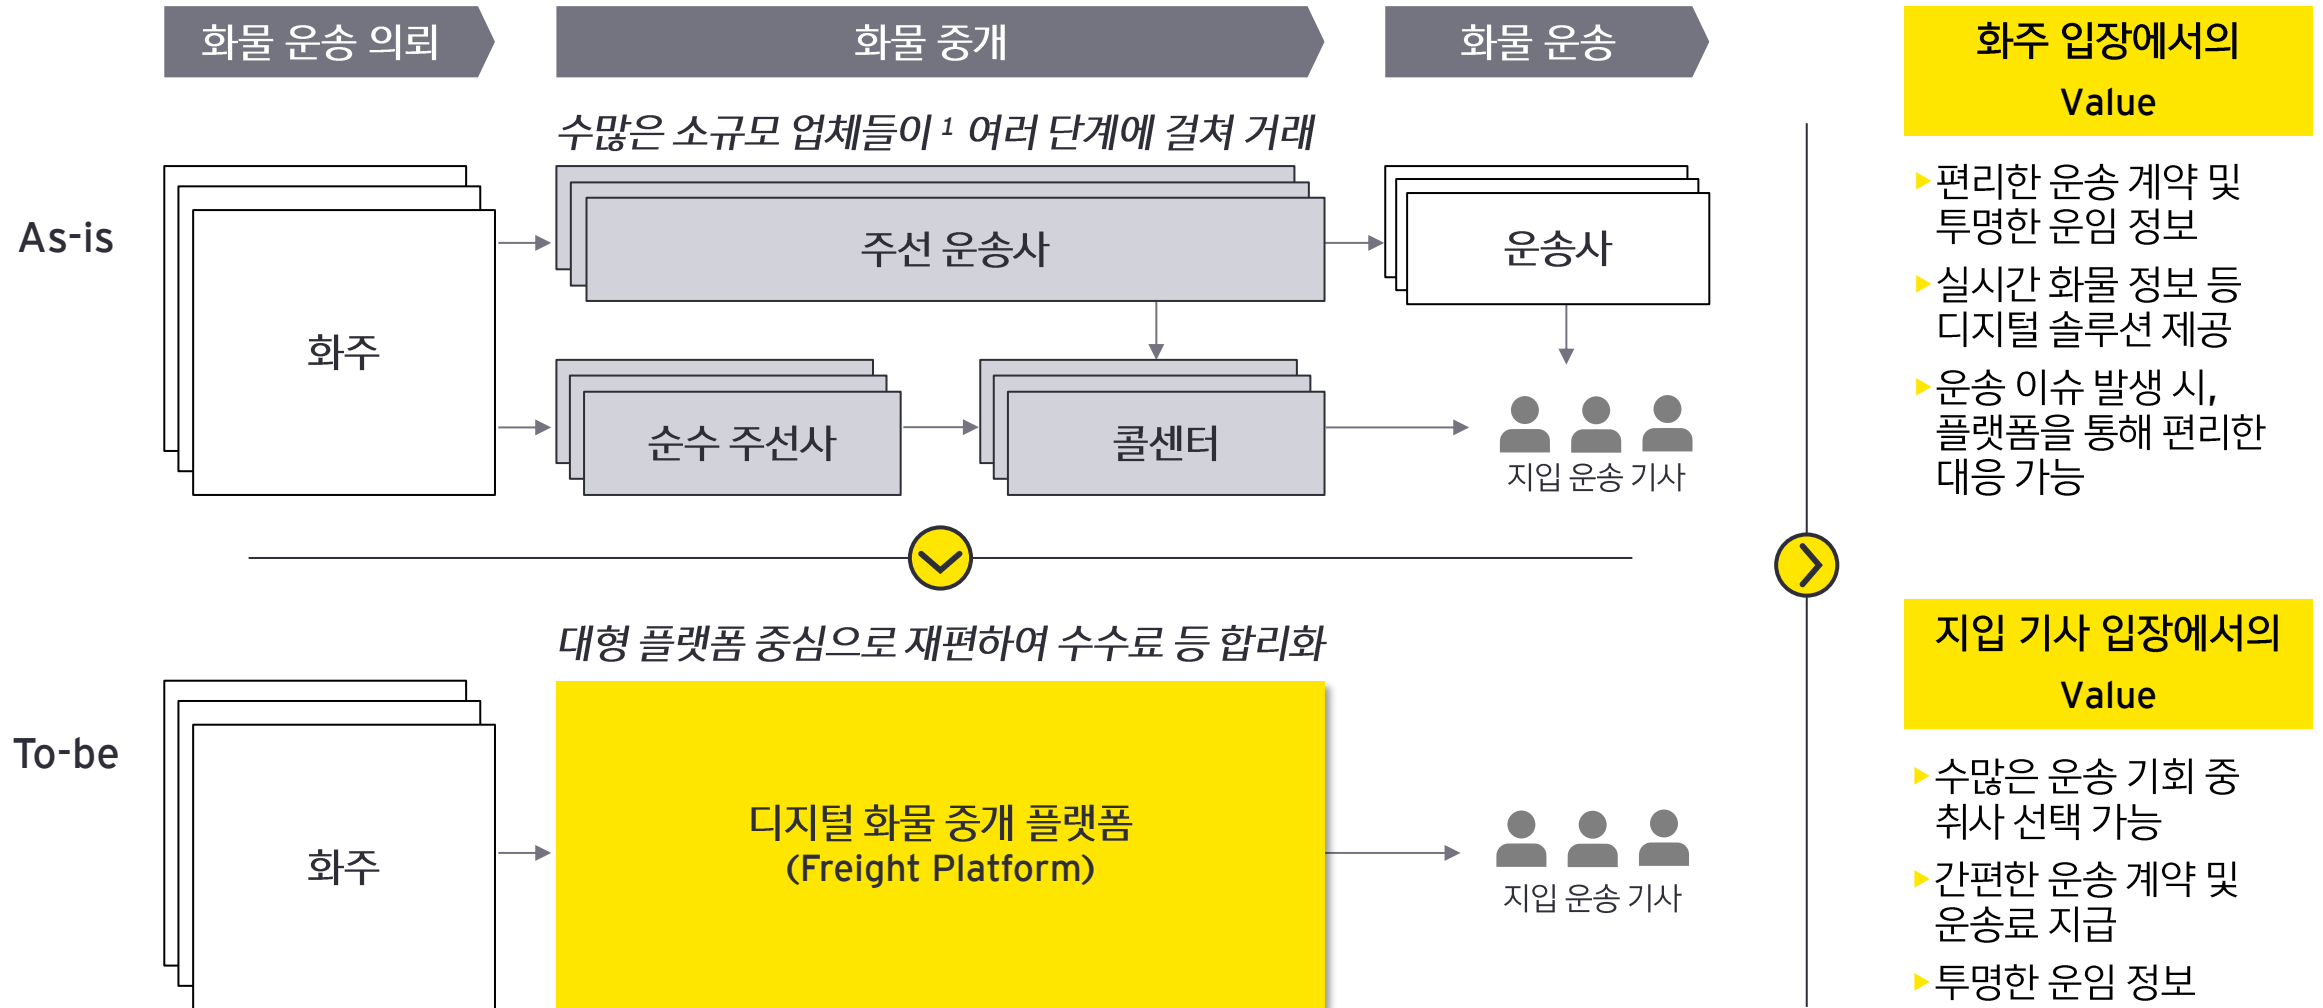 화물 운송 의뢰
화물 중개
화물 운송
수많은 소규모 업체들이 1 여러 단계에 걸쳐 거래
As-is
화주
주선 운송사
운송사
순수 주선사
콜센터
지입 운송 기사
대형 플랫폼 중심으로 재편하여 수수료 등 합리화
To-be
화주
디지털 화물 중개 플랫폼
(Freight Platform)
지입 운송 기사
화주 입장에서의
Value
편리한 운송 계약 및
투명한 운임 정보
실시간 화물 정보 등
디지털 솔루션 제공
운송 이슈 발생 시,
플랫폼을 통해 편리한
대응 가능
지입 기사 입장에서의
Value
수많은 운송 기회 중
취사 선택 가능
간편한 운송 계약 및
운송료 지급
투명한 운임 정보